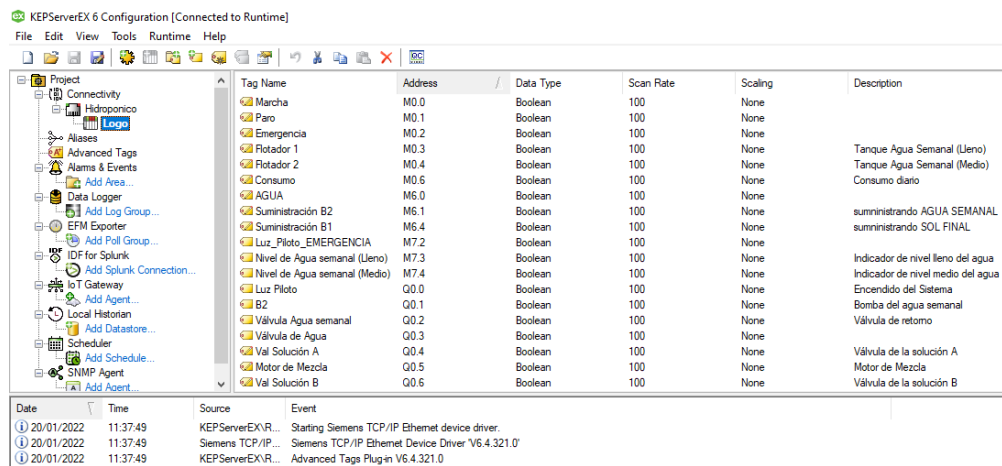 KEPServerEX 6 Configuration [Connected to Runtime]
File Edit View Tools Runtime Help
Project
Connectivity
Hidroponico
Logo
Aliases
Advanced Tags
Alarms & Events
Add Area...
Data Logger
Add Log Group...
EFM Exporter
Add Poll Group...
IDF for Splunk
Add Splunk Connection...
IoT Gateway
Add Agent...
Local Historian
Add Datastore...
Scheduler
Add Schedule...
SNMP Agent
Add Agent...
Tag Name Address Data Type Scan Rate Scaling Description
Marcha M0.0 Boolean 100 None
Paro M0.1 Boolean 100 None
Emergencia M0.2 Boolean 100 None
Flotador 1 M0.3 Boolean 100 None Tanque Agua Semanal (Lleno)
Flotador 2 M0.4 Boolean 100 None Tanque Agua Semanal (Medio)
Consumo M0.6 Boolean 100 None Consumo diario
AGUA M6.0 Boolean 100 None
Suministración B2 M6.1 Boolean 100 None sumninistrando AGUA SEMANAL
Suministración B1 M6.4 Boolean 100 None sumninistrando SOL FINAL
Luz_Piloto_EMERGENCIA M7.2 Boolean 100 None
Nivel de Agua semanal (Lleno) M7.3 Boolean 100 None Indicador de nivel lleno del agua
Nivel de Agua semanal (Medio) M7.4 Boolean 100 None Indicador de nivel medio del agua
Luz Piloto Q0.0 Boolean 100 None Encendido del Sistema
B2 Q0.1 Boolean 100 None Bomba del agua semanal
Válvula Agua semanal Q0.2 Boolean 100 None Válvula de retorno
Válvula de Agua Q0.3 Boolean 100 None
Val Solución A Q0.4 Boolean 100 None Válvula de la solución A
Motor de Mezcla Q0.5 Boolean 100 None Motor de Mezcla
Val Solución B Q0.6 Boolean 100 None Válvula de la solución B
Date Time Source Event
20/01/2022 11:37:49 KEPServerEX\R... Starting Siemens TCP/IP Ethernet device driver.
20/01/2022 11:37:49 Siemens TCP/IP... Siemens TCP/IP Ethernet Device Driver 'V6.4.321.0'
20/01/2022 11:37:49 KEPServerEX\R... Advanced Tags Plug-in V6.4.321.0